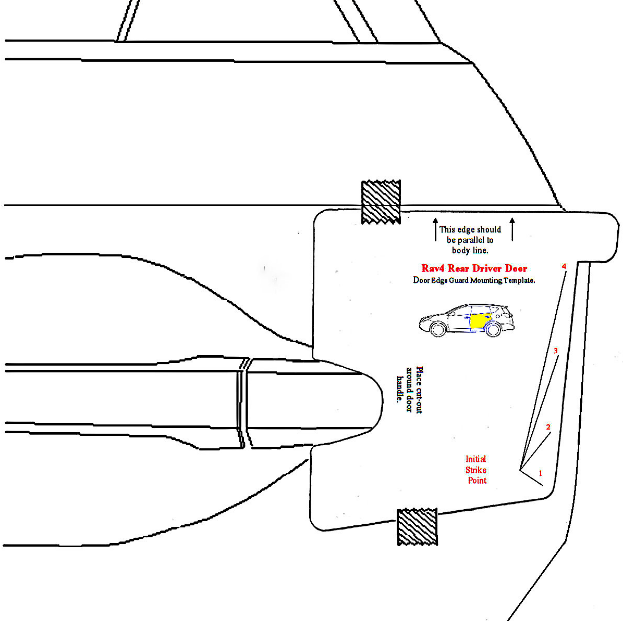 This edge should
be parallel to
body line.
4
Rav4 Rear Driver Door
Door Edge Guard Mounting Template.
3
Place cut-out
around door
handle.
2
Initial
Strike
Point
1